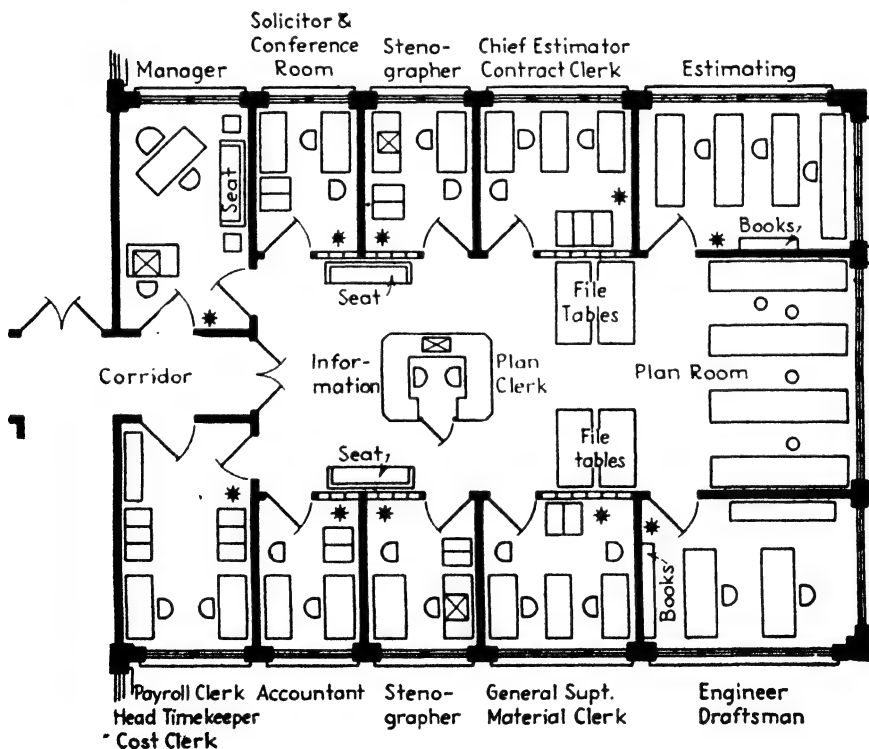 Manager
Solicitor &
Conference
Room
Steno-
grapher
Chief Estimator
Contract Clerk
Estimating
Seat
Books,
Seat
File
Tables
Corridor
Infor-
mation
Plan
Clerk
Plan Room
Seat,
File
tables
Books
Payroll Clerk
Head Timekeeper
Cost Clerk
Accountant
Steno-
grapher
General Supt.
Material Clerk
Engineer
Draftsman